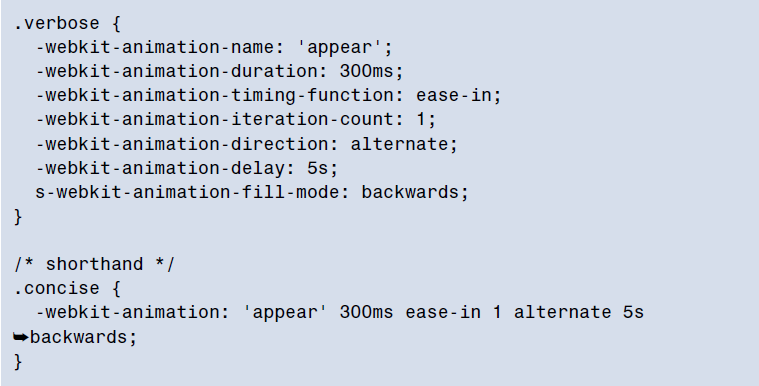 .verbose {
  -webkit-animation-name: 'appear';
  -webkit-animation-duration: 300ms;
  -webkit-animation-timing-function: ease-in;
  -webkit-animation-iteration-count: 1;
  -webkit-animation-direction: alternate;
  -webkit-animation-delay: 5s;
  s-webkit-animation-fill-mode: backwards;
}

/* shorthand */
.concise {
  -webkit-animation: 'appear' 300ms ease-in 1 alternate 5s
➥backwards;
}